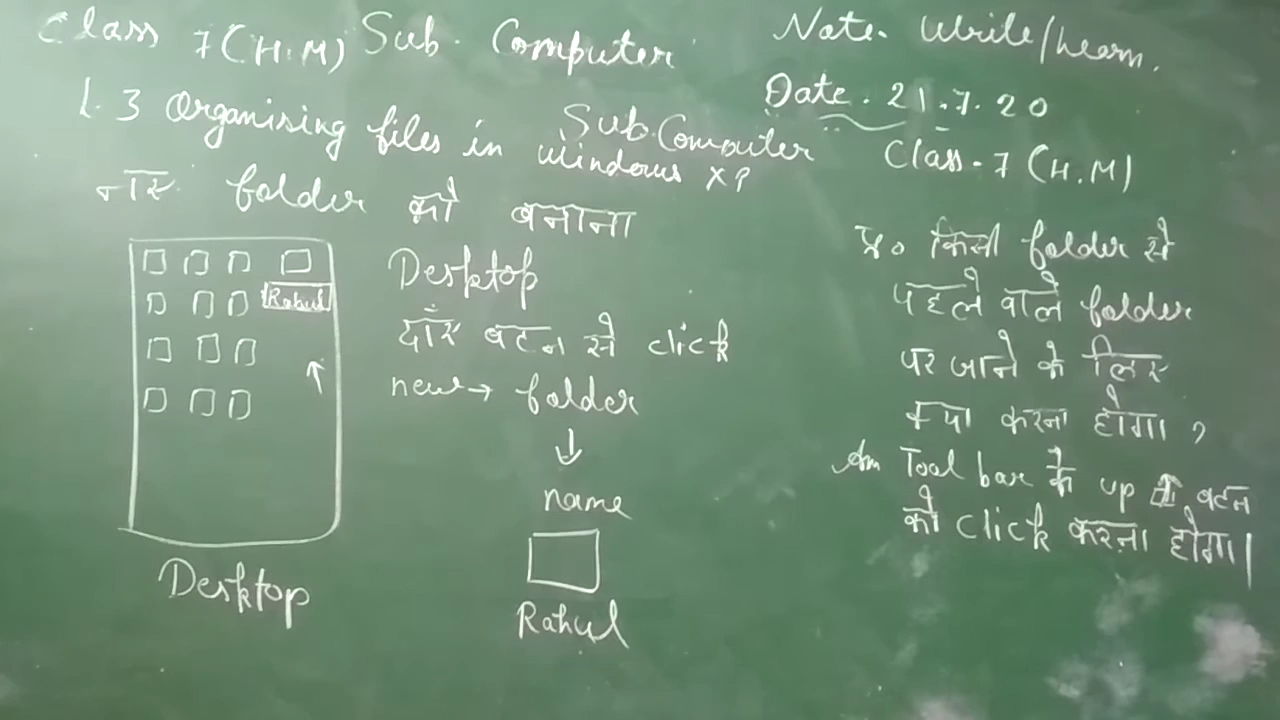 Class 7(H.M) Sub. Computer
L.3 Organising files in windows XP
नए folder को बनाना
Rahul
Desktop
Desktop
दाएं बटन से click
new → folder
↓
name
Rahul
Note. Write/Learn.
Date. 21.7.20
Sub. Computer Class-7 (H.M)
प्र० किसी folder से
पहले वाले folder
पर जाने के लिए
क्या करना होगा ?
Ans Tool bar के up बटन
को click करना होगा।